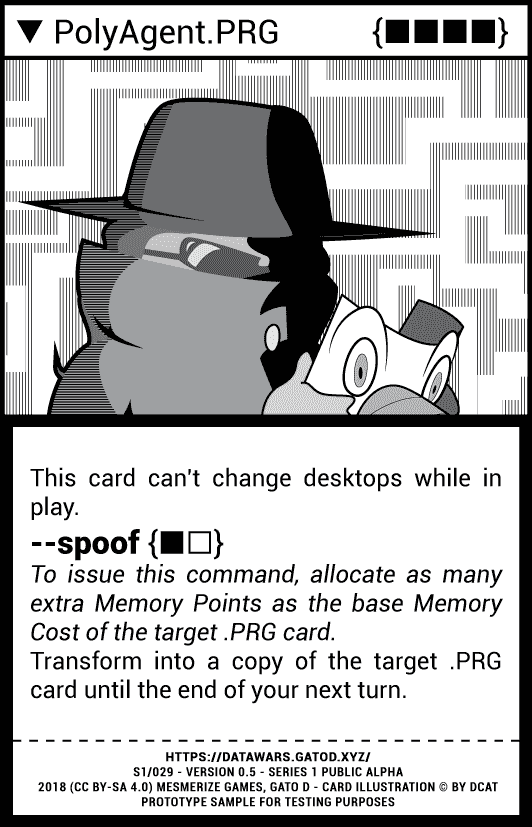 ▼ PolyAgent.PRG {■■■■}
This card can't change desktops while in
play.
--spoof {■□}
To issue this command, allocate as many
extra Memory Points as the base Memory
Cost of the target .PRG card.
Transform into a copy of the target .PRG
card until the end of your next turn.
HTTPS://DATAWARS.GATOD.XYZ/
S1/029 - VERSION 0.5 - SERIES 1 PUBLIC ALPHA
2018 (CC BY-SA 4.0) MESMERIZE GAMES, GATO D - CARD ILLUSTRATION © BY DCAT
PROTOTYPE SAMPLE FOR TESTING PURPOSES